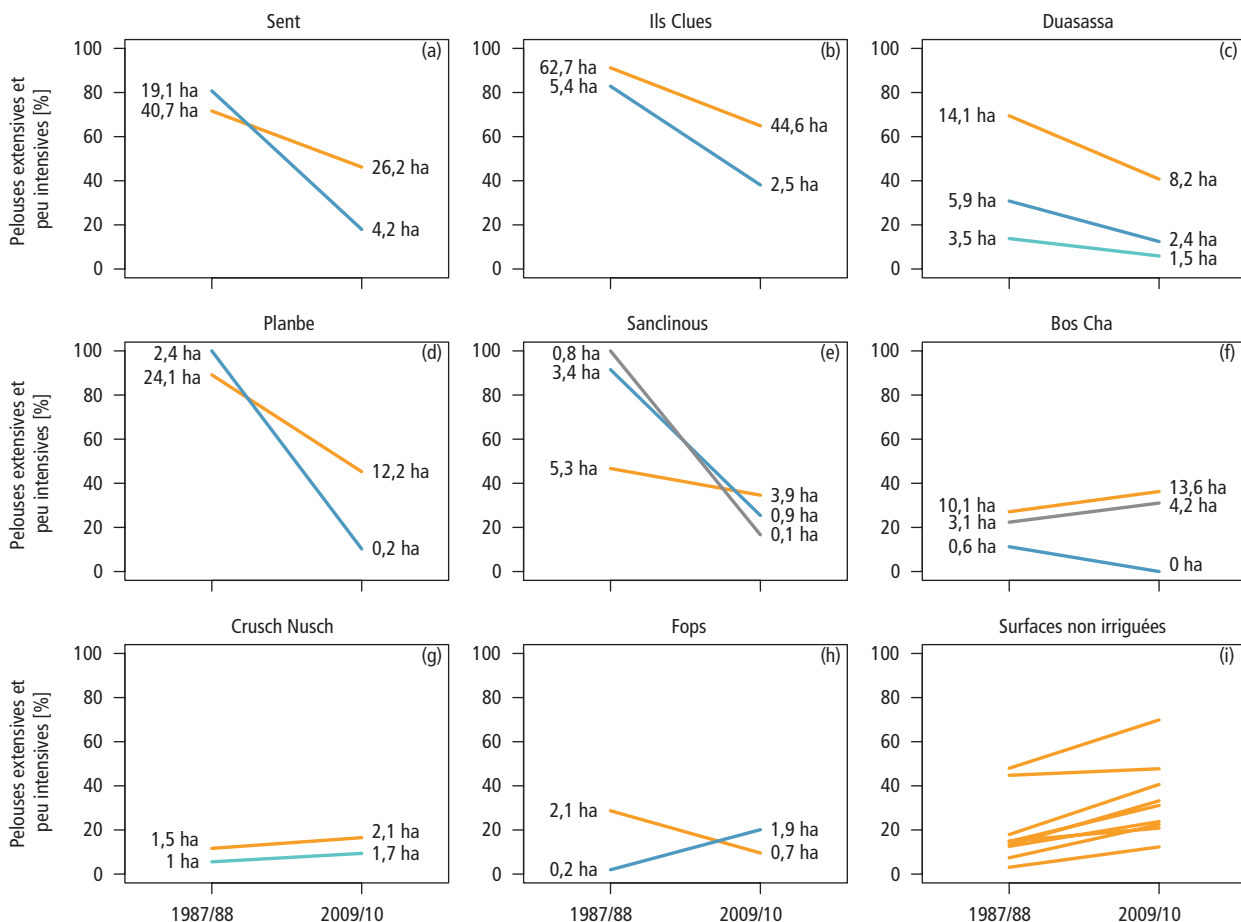 Sent
Ils Clues
Duasassa
Pelouses extensives et
peu intensives [%]
100
80
60
40
20
0
(a)
19,1 ha
40,7 ha
26,2 ha
4,2 ha
100
80
60
40
20
0
(b)
62,7 ha
5,4 ha
44,6 ha
2,5 ha
100
80
60
40
20
0
(c)
14,1 ha
5,9 ha
3,5 ha
8,2 ha
2,4 ha
1,5 ha
Planbe
Sanclinous
Bos Cha
Pelouses extensives et
peu intensives [%]
100
80
60
40
20
0
(d)
2,4 ha
24,1 ha
12,2 ha
0,2 ha
100
80
60
40
20
0
(e)
0,8 ha
3,4 ha
5,3 ha
3,9 ha
0,9 ha
0,1 ha
100
80
60
40
20
0
(f)
10,1 ha
3,1 ha
0,6 ha
13,6 ha
4,2 ha
0 ha
Crusch Nusch
Fops
Surfaces non irriguées
Pelouses extensives et
peu intensives [%]
100
80
60
40
20
0
(g)
1,5 ha
1 ha
2,1 ha
1,7 ha
1987/88
2009/10
100
80
60
40
20
0
(h)
2,1 ha
0,2 ha
1,9 ha
0,7 ha
1987/88
2009/10
100
80
60
40
20
0
(i)
1987/88
2009/10